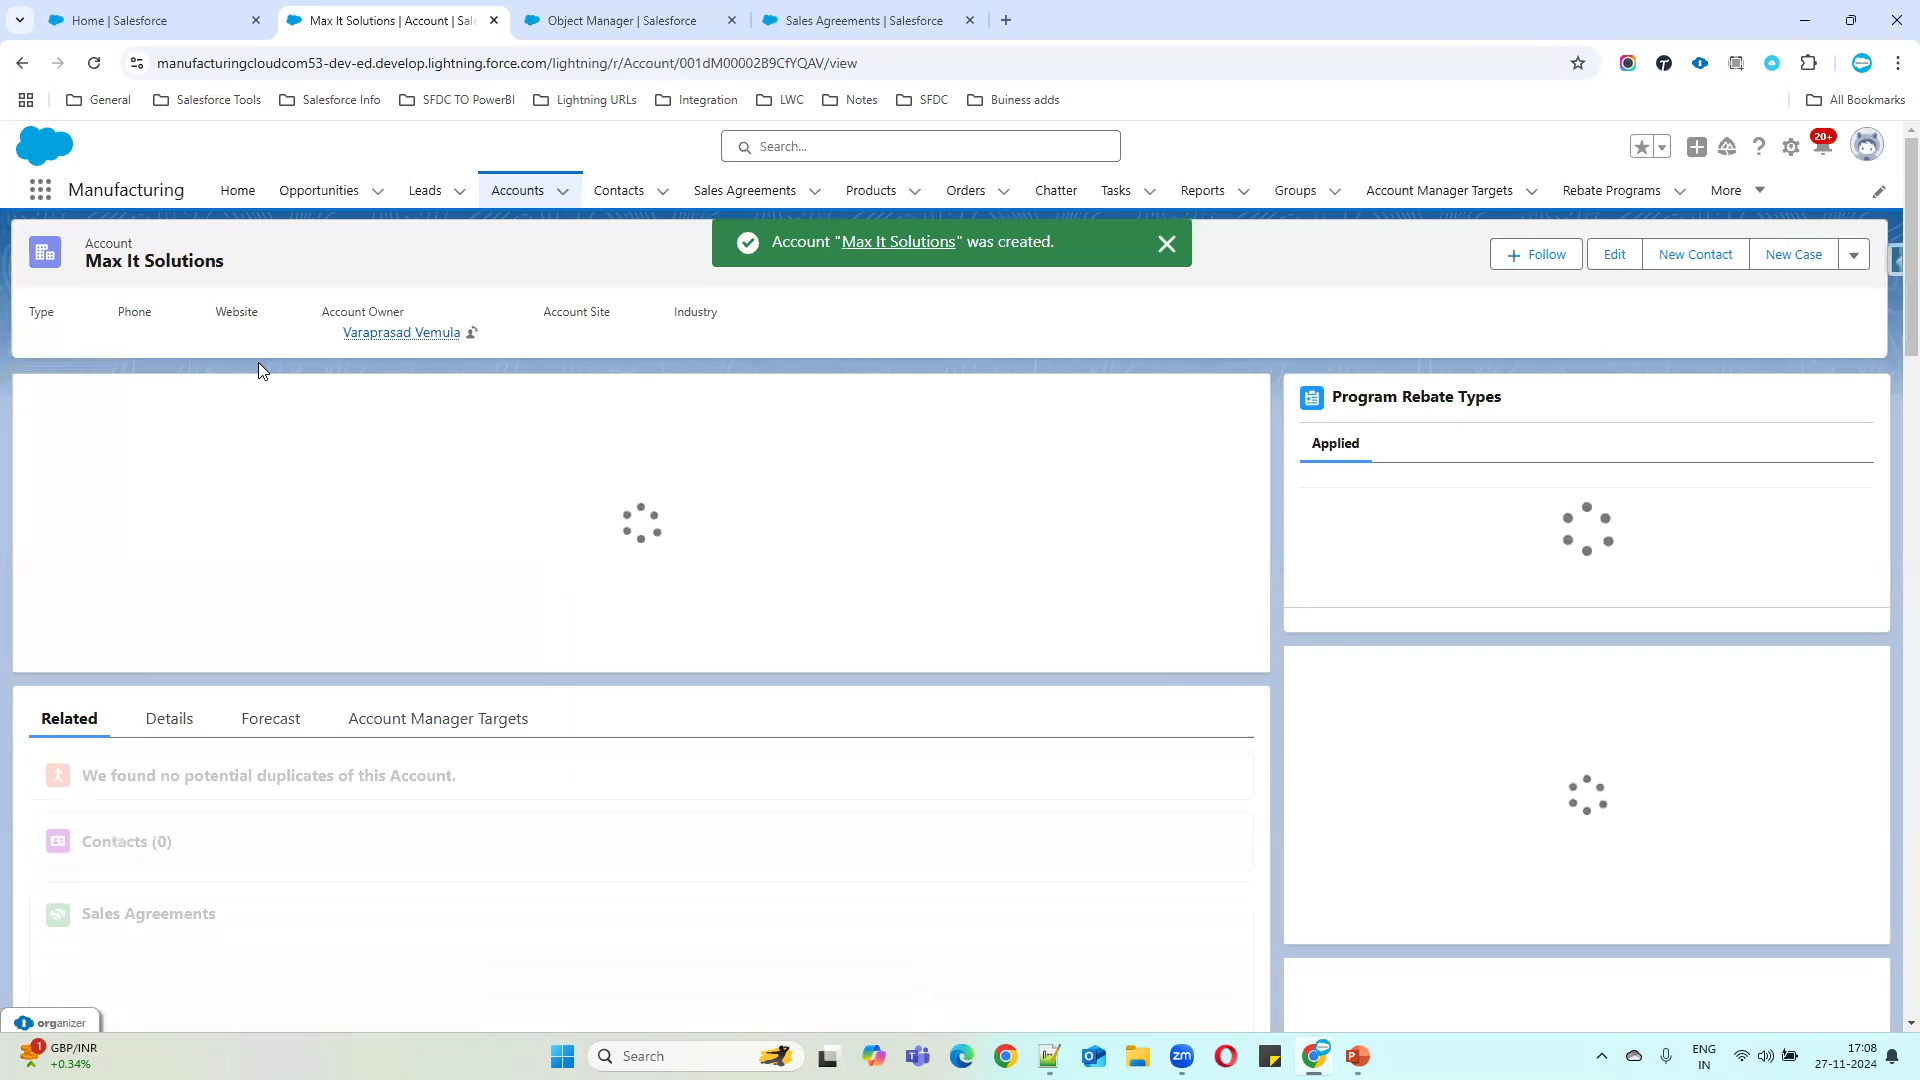 Home | Salesforce
Max It Solutions | Account | Sal
Object Manager | Salesforce
Sales Agreements | Salesforce
manufacturingcloudcom53-dev-ed.develop.lightning.force.com/lightning/r/Account/001dM00002B9CfYQAV/view
General
Salesforce Tools
Salesforce Info
SFDC TO PowerBI
Lightning URLs
Integration
LWC
Notes
SFDC
Buiness adds
All Bookmarks
Search...
20+
Manufacturing
Home
Opportunities
Leads
Accounts
Contacts
Sales Agreements
Products
Orders
Chatter
Tasks
Reports
Groups
Account Manager Targets
Rebate Programs
More
Account
Max It Solutions
Account "Max It Solutions" was created.
Follow
Edit
New Contact
New Case
Type
Phone
Website
Account Owner
Account Site
Industry
Varaprasad Vemula
Program Rebate Types
Applied
Related
Details
Forecast
Account Manager Targets
We found no potential duplicates of this Account.
Contacts (0)
Sales Agreements
organizer
1
GBP/INR
+0.34%
Search
zm
ENG
IN
17:08
27-11-2024